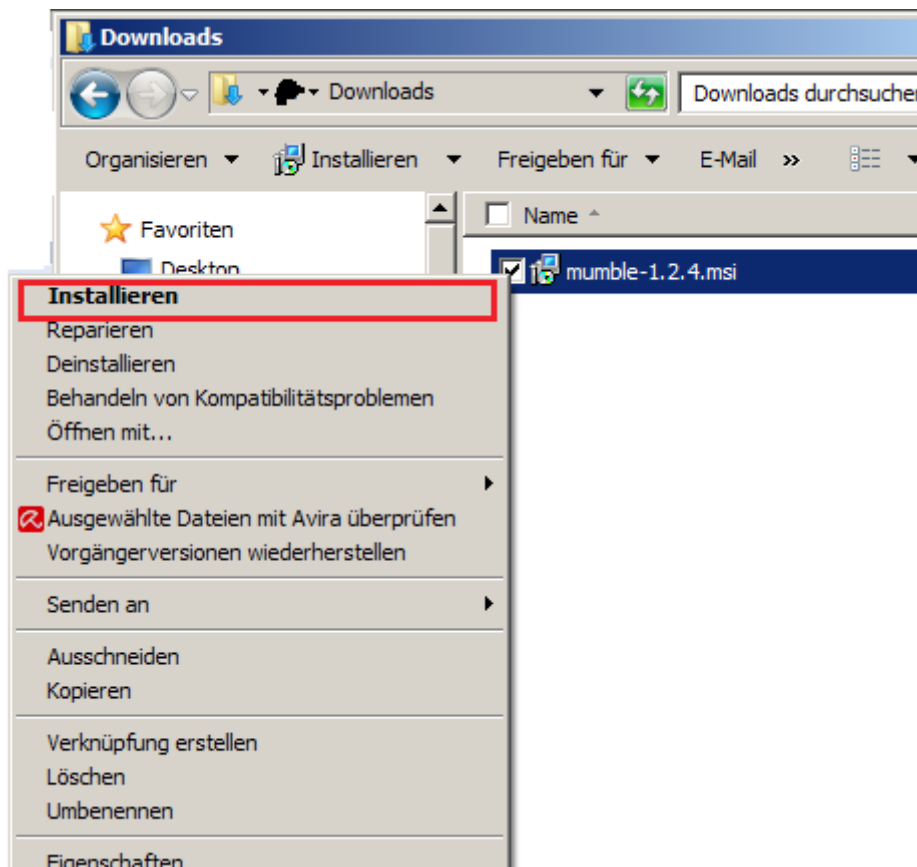 Downloads
Downloads
Downloads durchsuchen
Organisieren Installieren Freigeben für E-Mail »
Favoriten
Name
Desktop
mumble-1.2.4.msi
Installieren
Reparieren
Deinstallieren
Behandeln von Kompatibilitätsproblemen
Öffnen mit...
Freigeben für
Ausgewählte Dateien mit Avira überprüfen
Vorgängerversionen wiederherstellen
Senden an
Ausschneiden
Kopieren
Verknüpfung erstellen
Löschen
Umbenennen
Eigenschaften